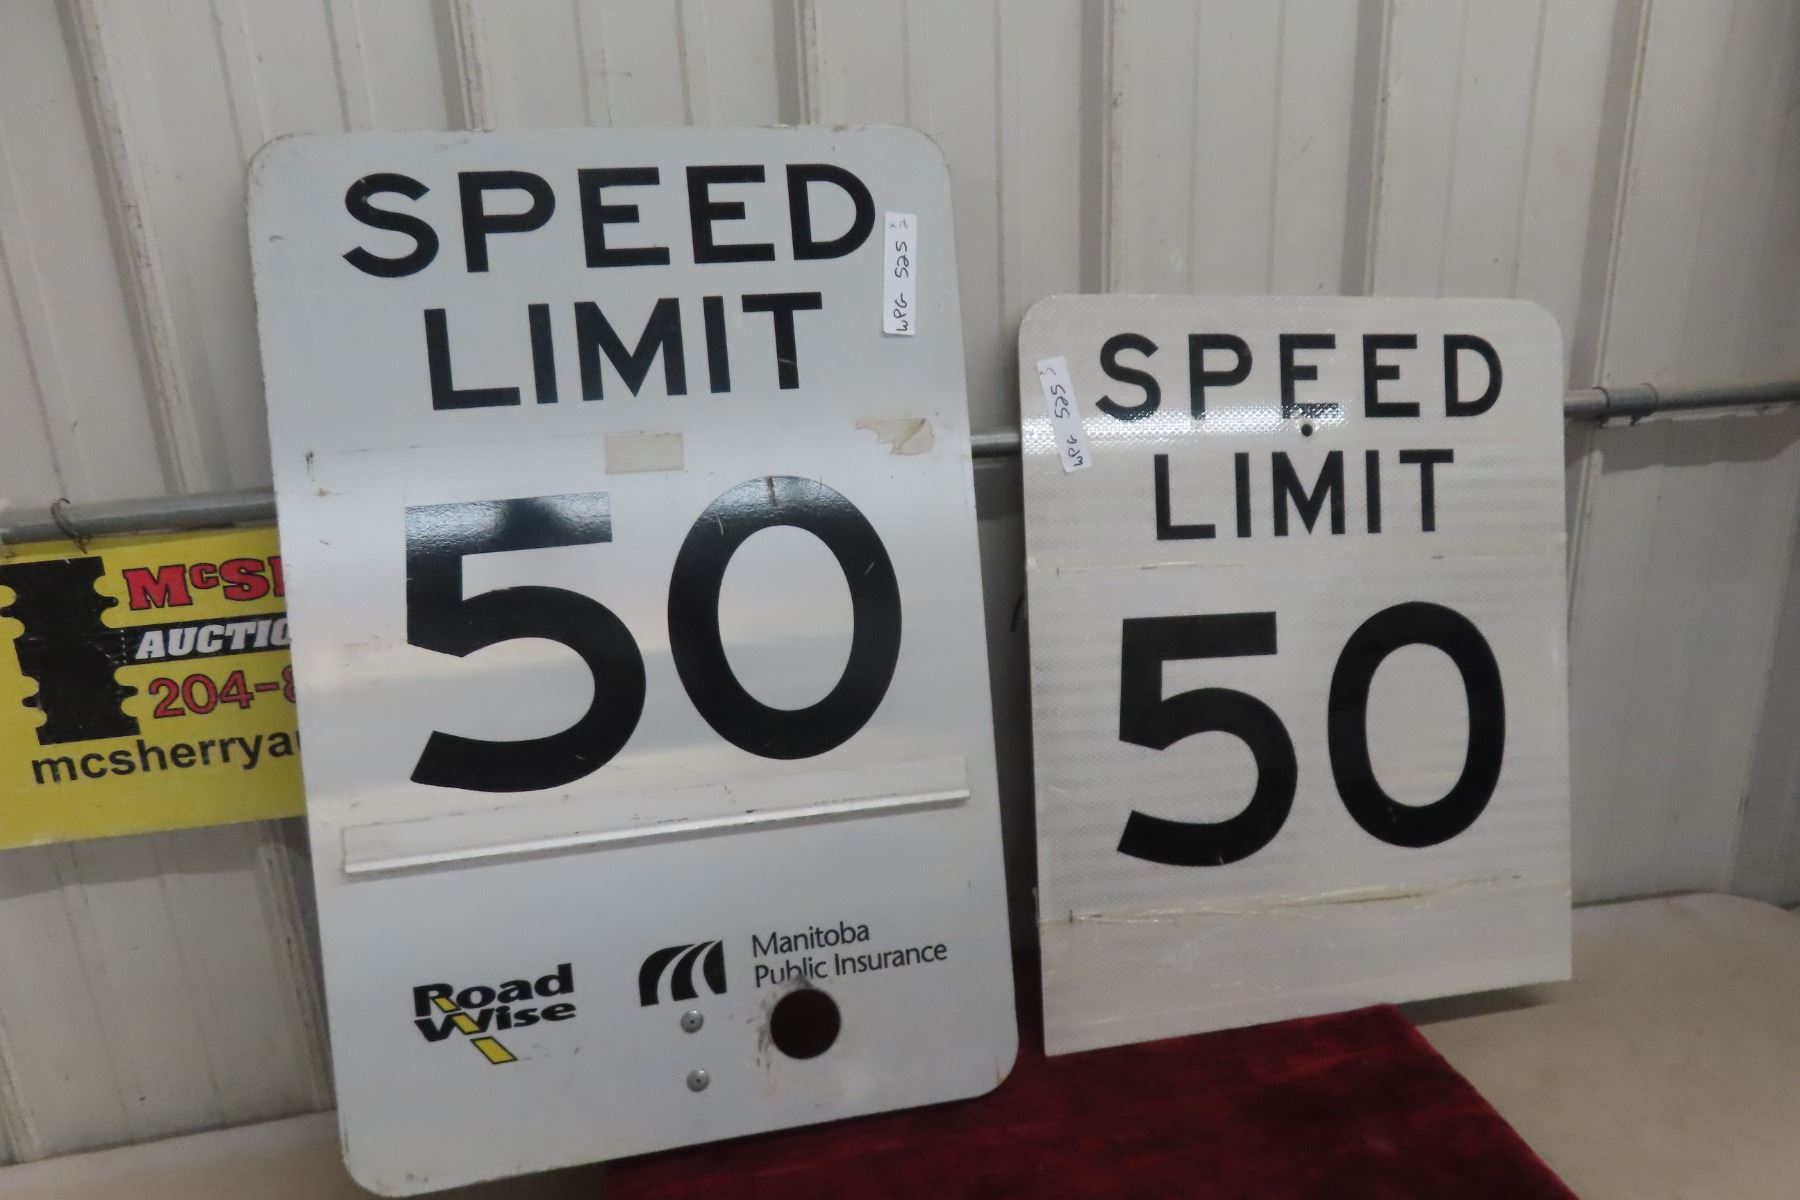 SPEED
LIMIT
50
WPG 525
Road
Wise
Manitoba
Public Insurance
SPEED
LIMIT
50
WPG 525
McSH
AUCTIO
204-8
mcsherryau